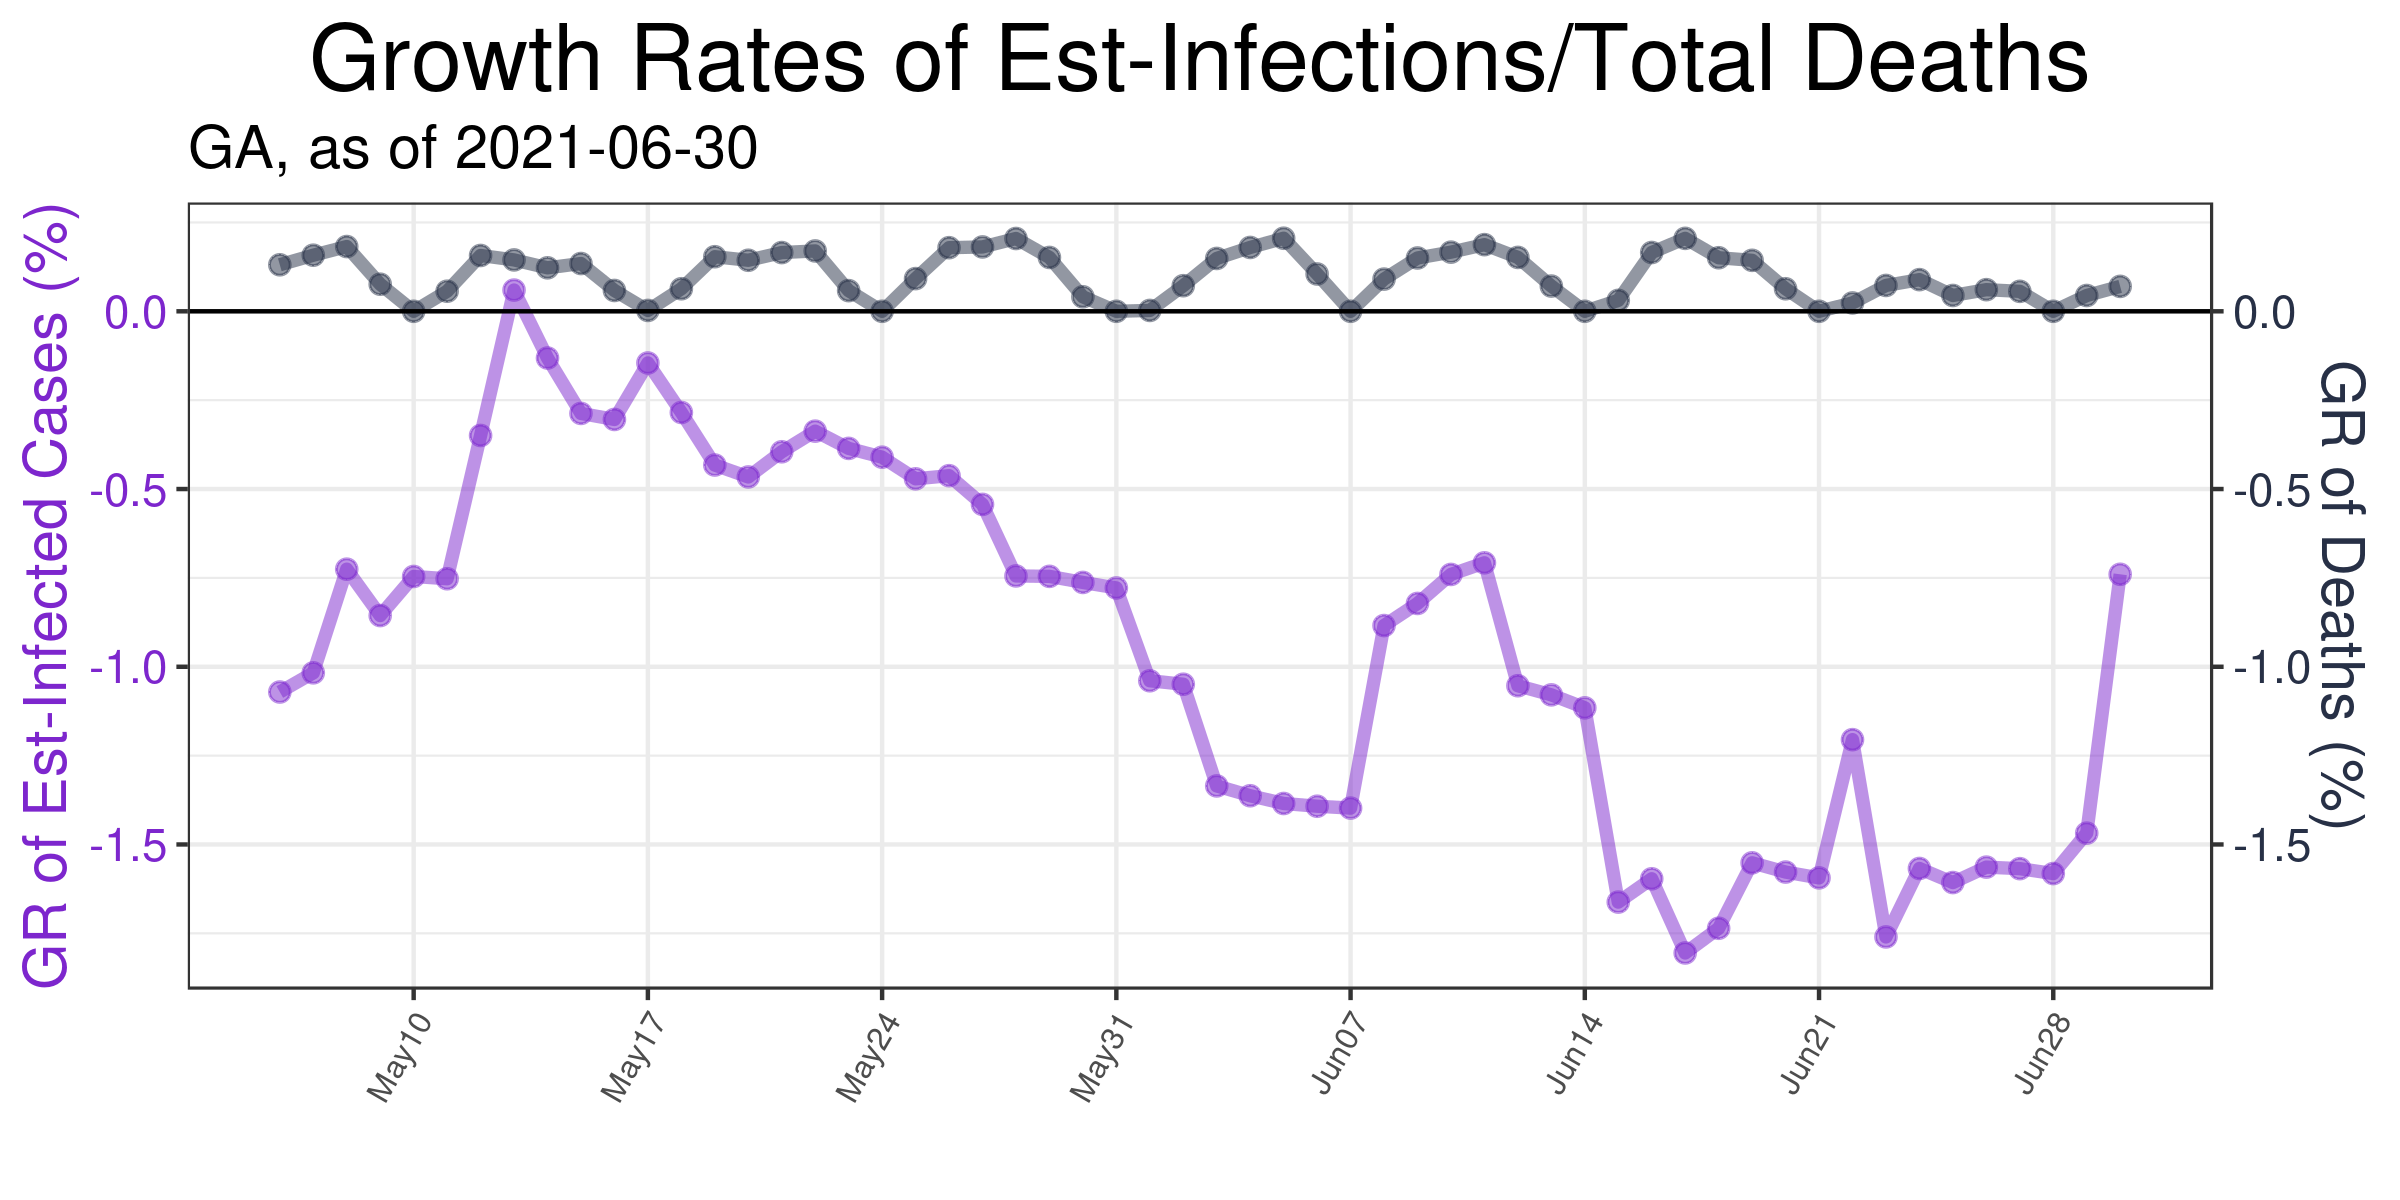 Growth Rates of Est-Infections/Total Deaths
GA, as of 2021-06-30
GR of Est-Infected Cases (%)
0.0
-0.5
-1.0
-1.5
0.0
-0.5
-1.0
-1.5
GR of Deaths (%)
May10
May17
May24
May31
Jun07
Jun14
Jun21
Jun28